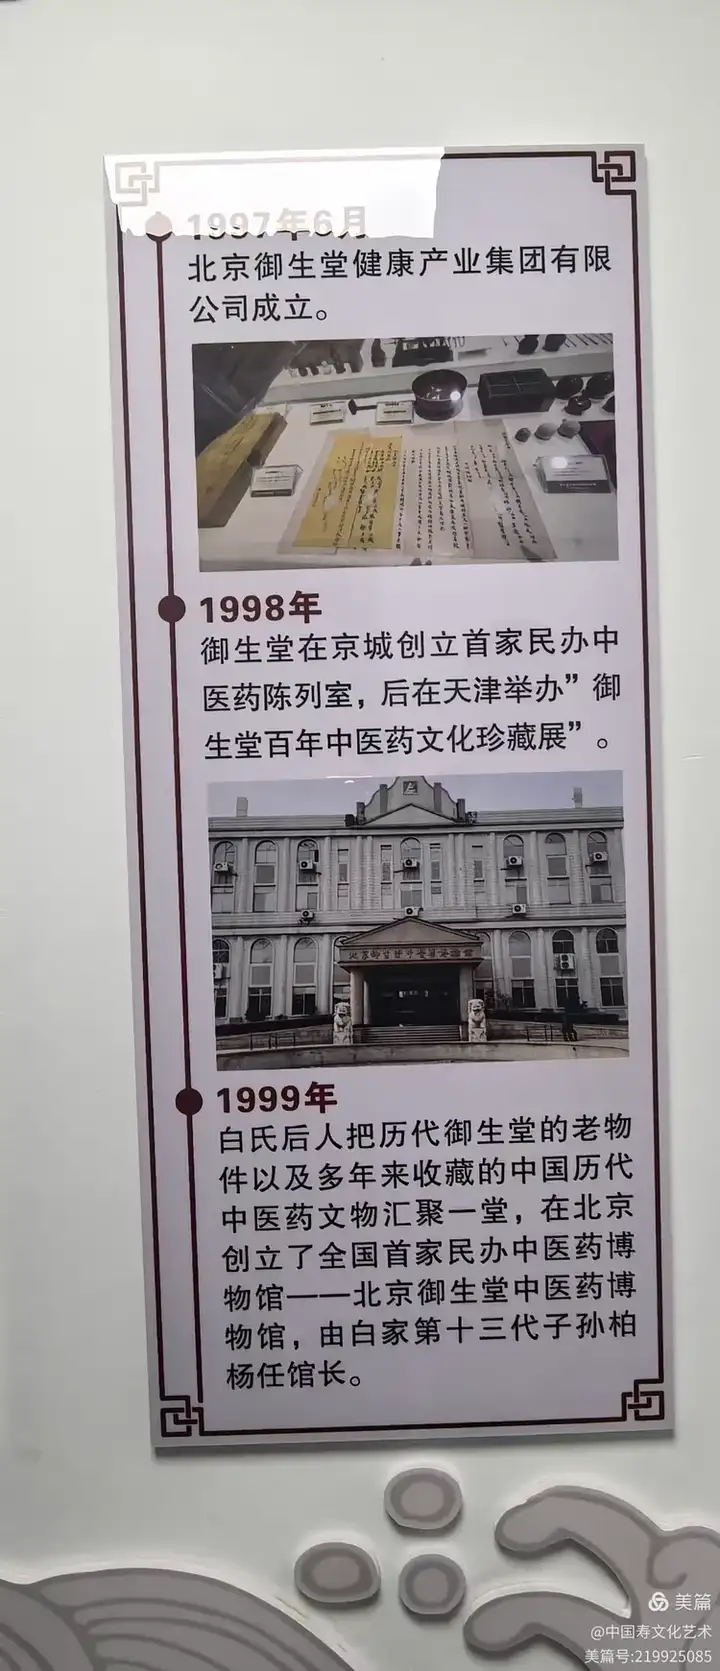 1997年6月
北京御生堂健康产业集团有限
公司成立。
1998年
御生堂在京城创立首家民办中
医药陈列室，后在天津举办”御
生堂百年中医药文化珍藏展”。
1999年
白氏后人把历代御生堂的老物
件以及多年来收藏的中国历代
中医药文物汇聚一堂，在北京
创立了全国首家民办中医药博
物馆——北京御生堂中医药博
物馆，由白家第十三代子孙柏
杨任馆长。
美篇
@中国寿文化艺术
美篇号:219925085